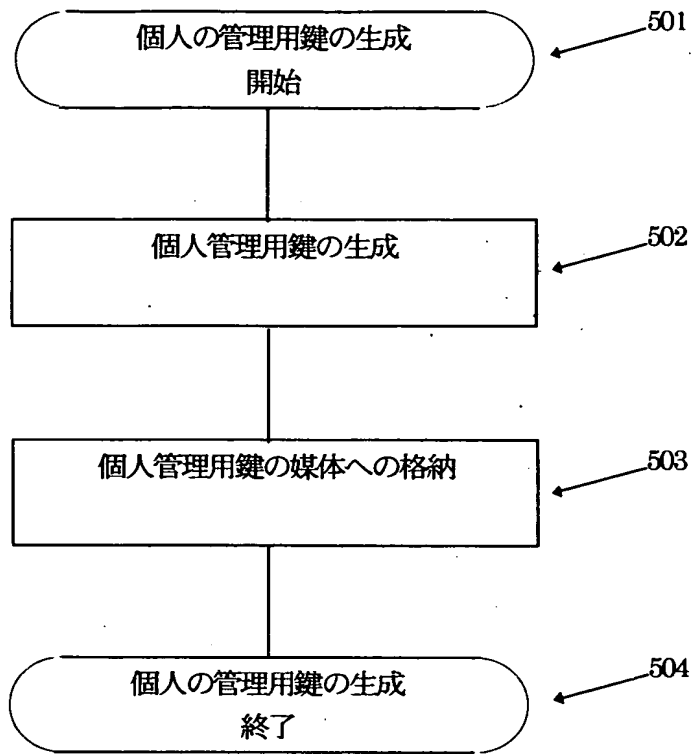 個人の管理用鍵の生成
開始
501
個人管理用鍵の生成
502
個人管理用鍵の媒体への格納
503
個人の管理用鍵の生成
終了
504